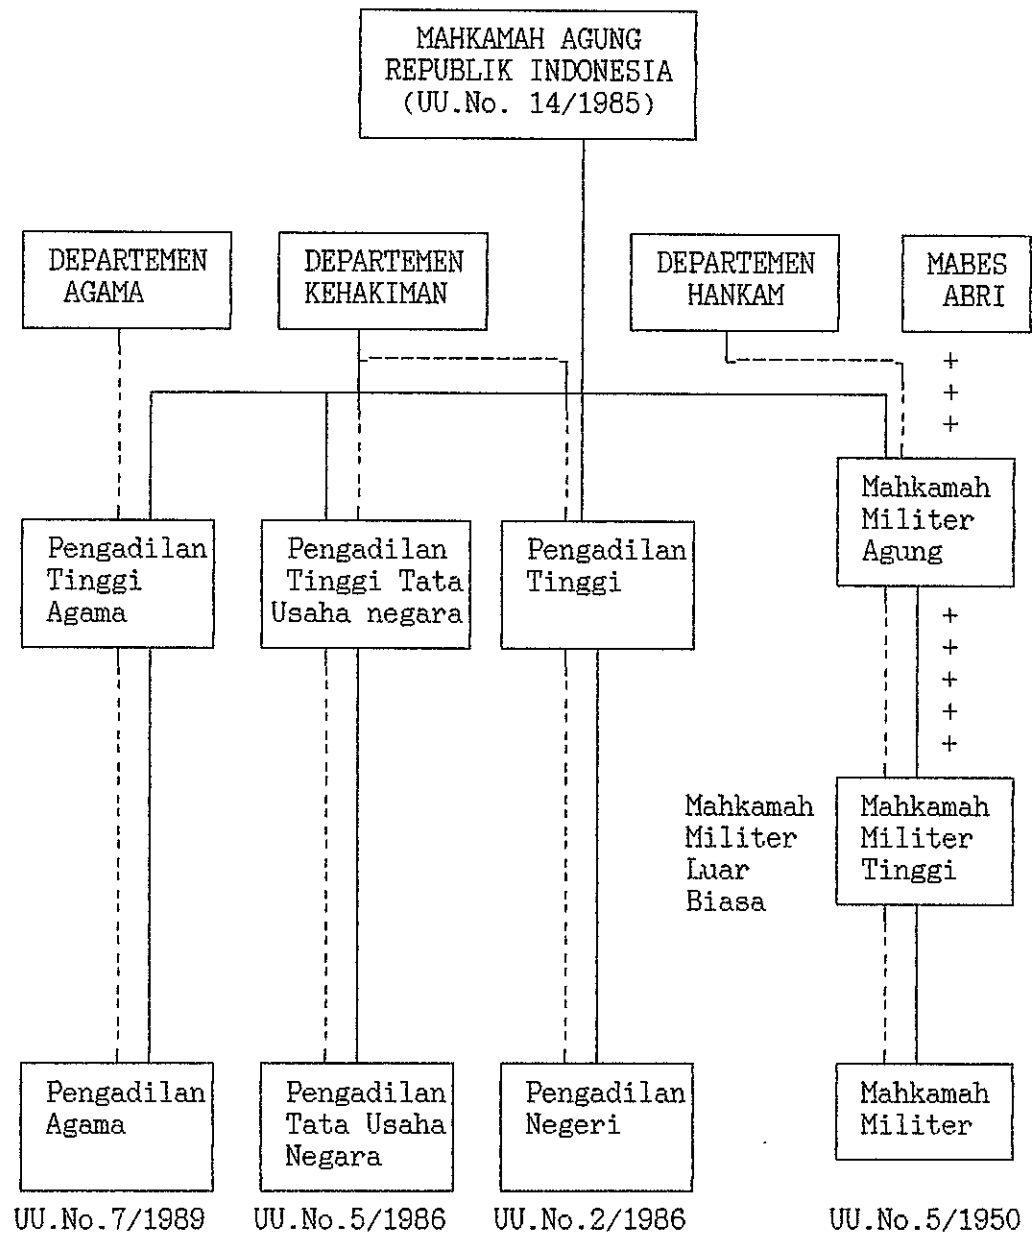 MAHKAMAH AGUNG
REPUBLIK INDONESIA
(UU.No. 14/1985)
DEPARTEMEN
AGAMA
DEPARTEMEN
KEHAKIMAN
DEPARTEMEN
HANKAM
MABES
ABRI
+
+
+
Mahkamah
Militer
Agung
Pengadilan
Tinggi
Agama
Pengadilan
Tinggi Tata
Usaha negara
Pengadilan
Tinggi
+
+
+
+
+
Mahkamah
Militer
Luar
Biasa
Mahkamah
Militer
Tinggi
Pengadilan
Agama
Pengadilan
Tata Usaha
Negara
Pengadilan
Negeri
Mahkamah
Militer
UU.No.7/1989
UU.No.5/1986
UU.No.2/1986
UU.No.5/1950